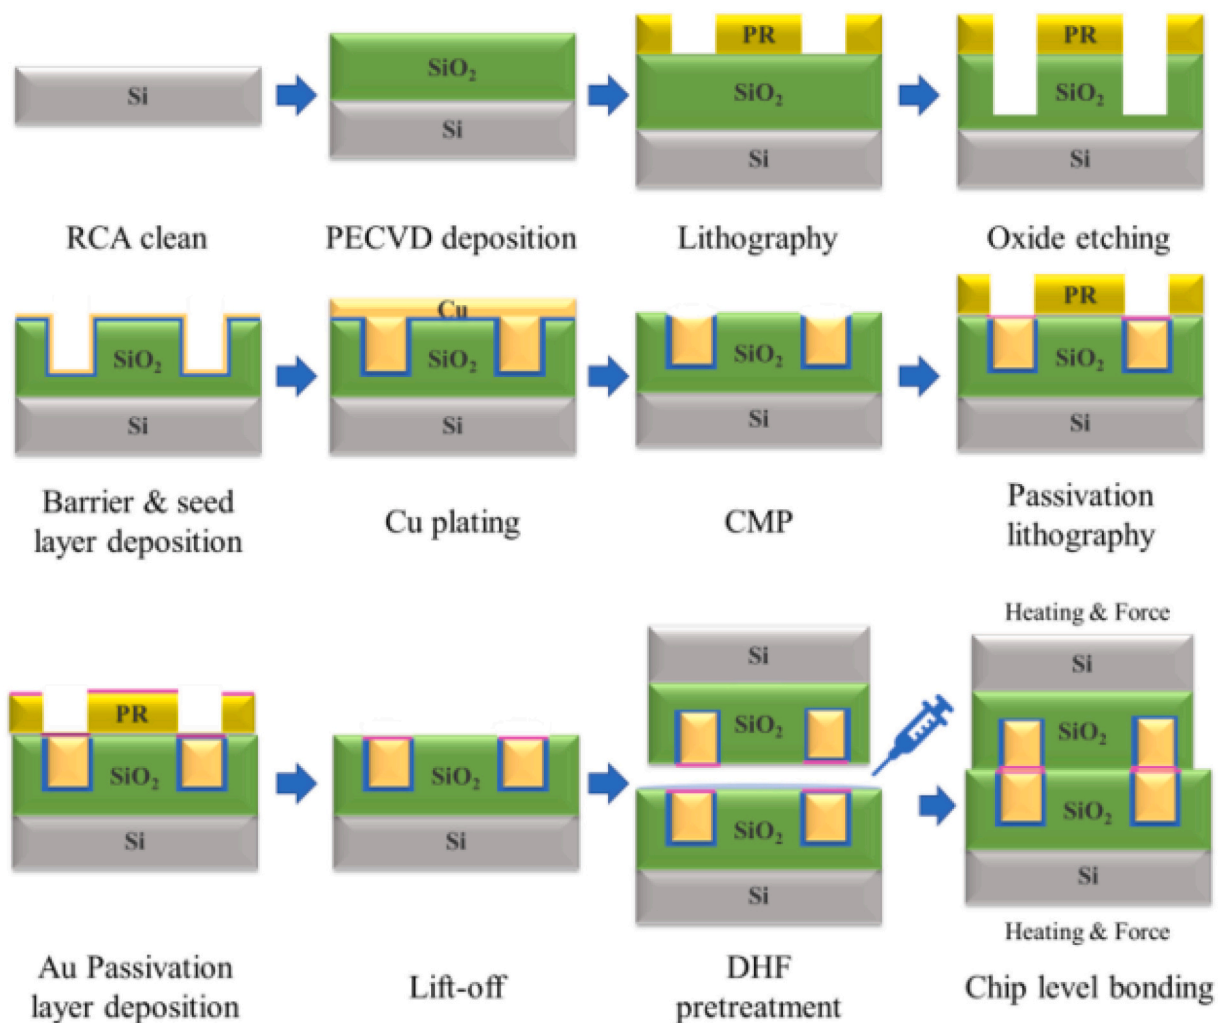 PR
PR
SiO₂
Si
SiO₂
SiO₂
Si
Si
Si
Si
RCA clean
PECVD deposition
Lithography
Oxide etching
Cu
PR
SiO₂
SiO₂
SiO₂
SiO₂
Si
Si
Si
Si
Barrier & seed
layer deposition
Cu plating
CMP
Passivation
lithography
Heating & Force
Si
Si
PR
SiO₂
SiO₂
SiO₂
SiO₂
SiO₂
SiO₂
Si
Si
Si
Si
Heating & Force
Au Passivation
layer deposition
Lift-off
DHF
pretreatment
Chip level bonding